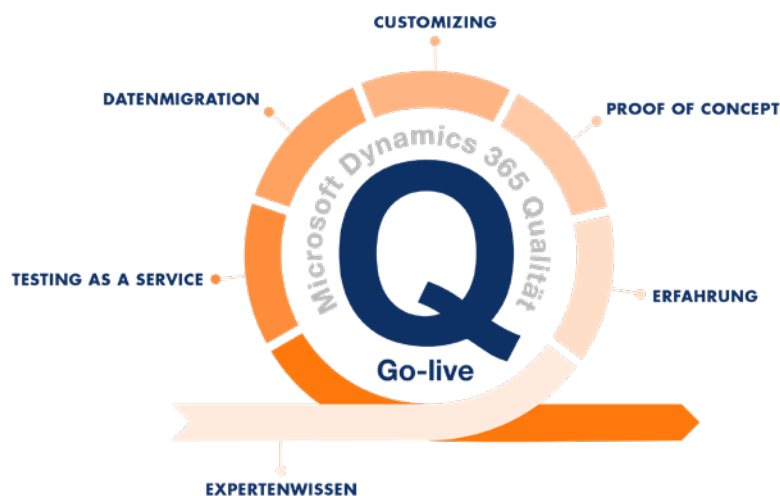 CUSTOMIZING
DATENMIGRATION
PROOF OF CONCEPT
Microsoft Dynamics 365 Qualität
Q
TESTING AS A SERVICE
ERFAHRUNG
Go-live
EXPERTENWISSEN